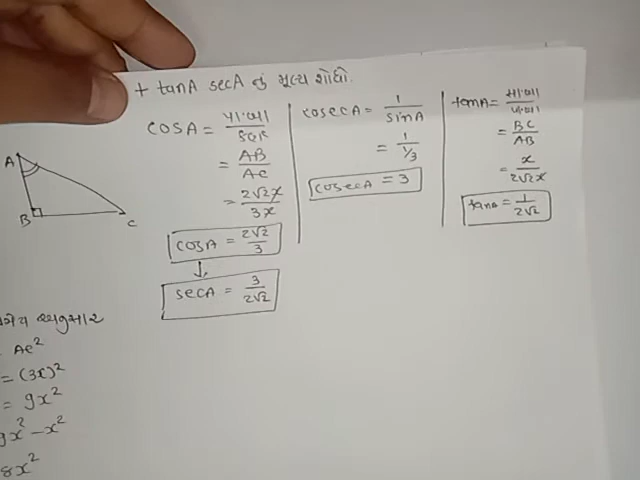 + tanA secA નું મૂલ્ય શોધો.
A
B
C
cosA = પા.બા / કર્ણ
= AB / AC
= 2√2x / 3x
cosA = 2√2 / 3
↓
secA = 3 / 2√2
cosecA = 1 / sinA
= 1 / 1/3
cosecA = 3
tanA = સા.બા / પા.બા
= BC / AB
= x / 2√2x
tanA = 1 / 2√2
અનુસાર
AC²
= (3x)²
= 9x²
9x² - x²
8x²